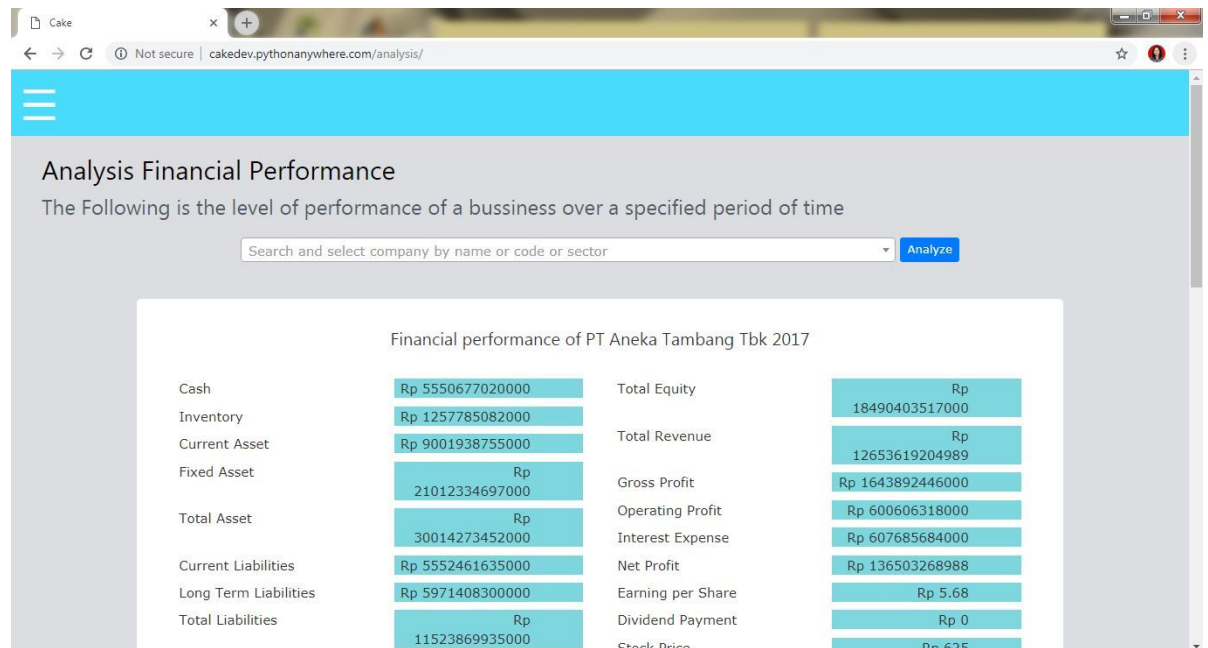 Cake
Not secure | cakedev.pythonanywhere.com/analysis/
Analysis Financial Performance
The Following is the level of performance of a bussiness over a specified period of time
Search and select company by name or code or sector
Analyze
Financial performance of PT Aneka Tambang Tbk 2017
Cash Rp 5550677020000
Inventory Rp 1257785082000
Current Asset Rp 9001938755000
Fixed Asset Rp
21012334697000
Total Asset Rp
30014273452000
Current Liabilities Rp 5552461635000
Long Term Liabilities Rp 5971408300000
Total Liabilities Rp
11523869935000
Total Equity Rp
18490403517000
Total Revenue Rp
12653619204989
Gross Profit Rp 1643892446000
Operating Profit Rp 600606318000
Interest Expense Rp 607685684000
Net Profit Rp 136503268988
Earning per Share Rp 5.68
Dividend Payment Rp 0
Stock Price Rp 625